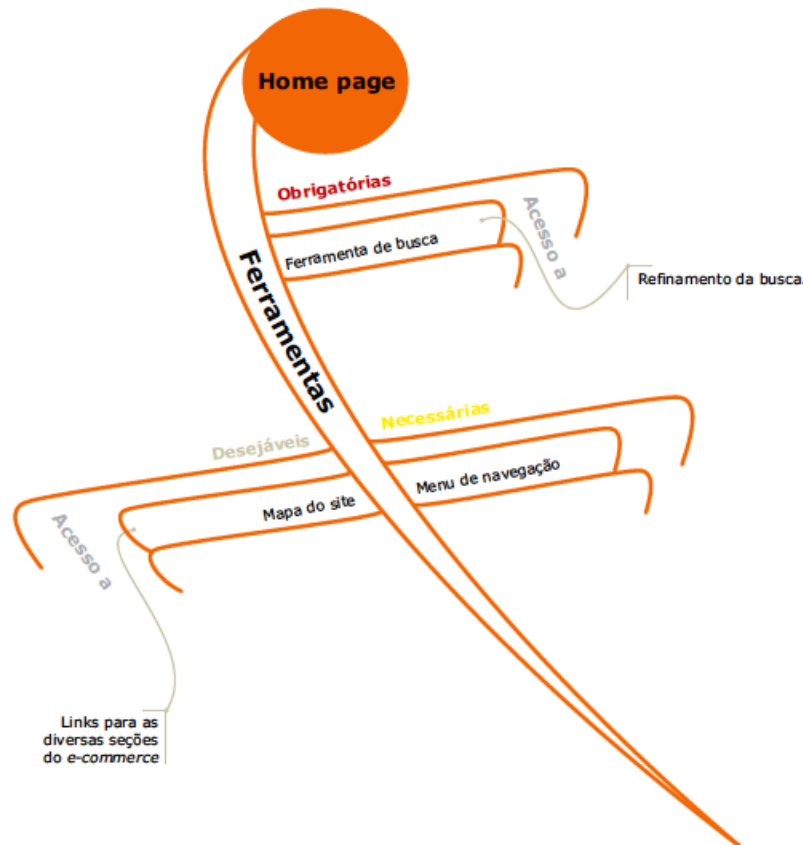 Home page
Ferramentas
Obrigatórias
Ferramenta de busca
Acesso a
Refinamento da busca.
Necessárias
Menu de navegação
Desejáveis
Mapa do site
Acesso a
Links para as
diversas seções
do e-commerce